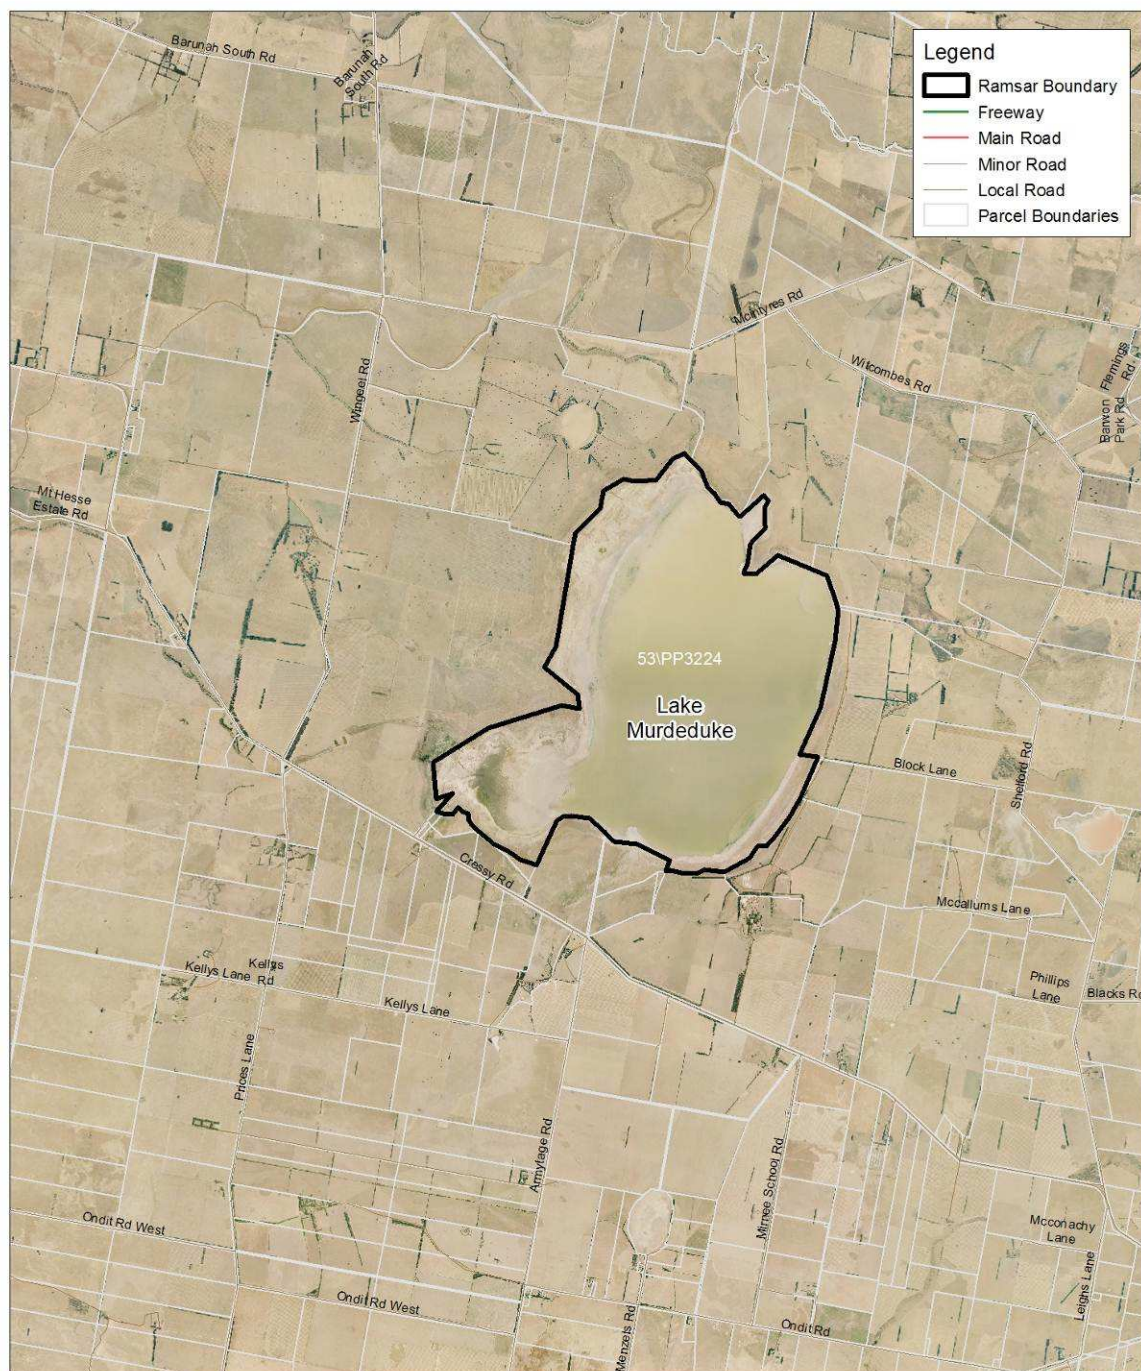 Barunah South Rd
Barunah
South Rd
Legend
Ramsar Boundary
Freeway
Main Road
Minor Road
Local Road
Parcel Boundaries
McIntyres Rd
Witcombes Rd
Flemings
Rd
Barwon
Park Rd
Wingeel Rd
Mt Hesse
Estate Rd
53\PP3224
Lake
Murdeduke
Block Lane
Shelford Rd
Cressy Rd
Mccallums Lane
Kellys Lane
Kellys
Rd
Kellys Lane
Phillips
Lane
Blacks Rd
Prices Lane
Armytage Rd
Mirnee School Rd
Ondit Rd West
Mcconachy
Lane
Leighs Lane
Ondit Rd West
Menzels Rd
Ondit Rd